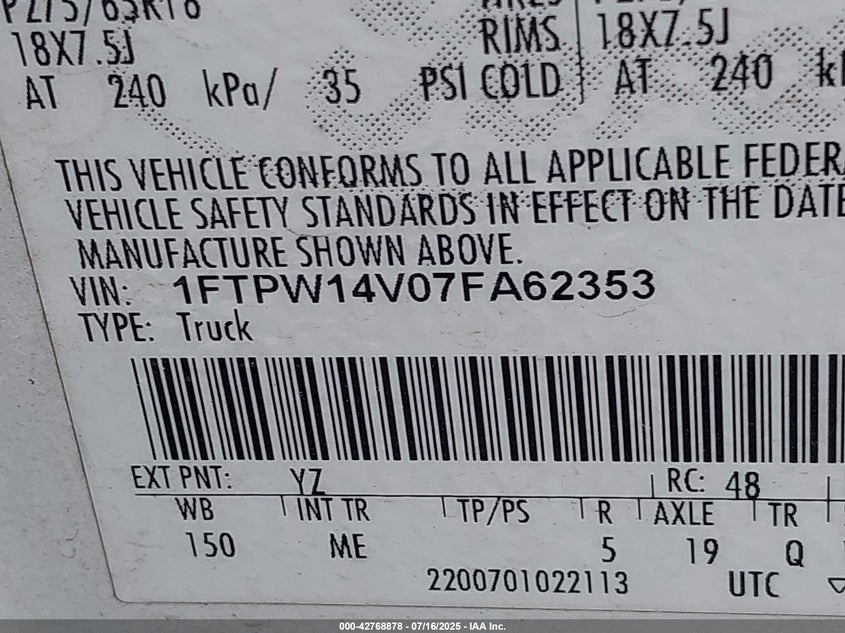 P275/65R18
18X7.5J RIMS 18X7.5J
AT 240 kPa/ 35 PSI COLD AT 240
THIS VEHICLE CONFORMS TO ALL APPLICABLE FEDERA
VEHICLE SAFETY STANDARDS IN EFFECT ON THE DATE
MANUFACTURE SHOWN ABOVE.
VIN: 1FTPW14V07FA62353
TYPE: Truck
EXT PNT: YZ RC: 48
WB INT TR TP/PS R AXLE TR
150 ME 5 19 Q
2200701022113 UTC
000-42768878 - 07/16/2025 - IAA Inc.